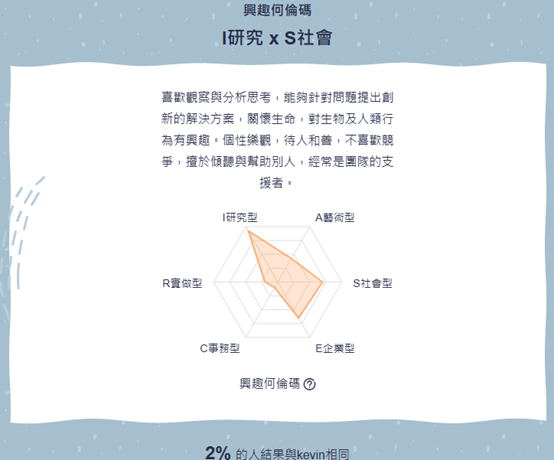 興趣何倫碼
I研究 x S社會
喜歡觀察與分析思考，能夠針對問題提出創
新的解決方案，關懷生命，對生物及人類行
為有興趣。個性樂觀，待人和善，不喜歡競
爭，擅於傾聽與幫助別人，經常是團隊的支
援者。
I研究型
A藝術型
R實做型
S社會型
C事務型
E企業型
興趣何倫碼 ?
2% 的人結果與kevin相同